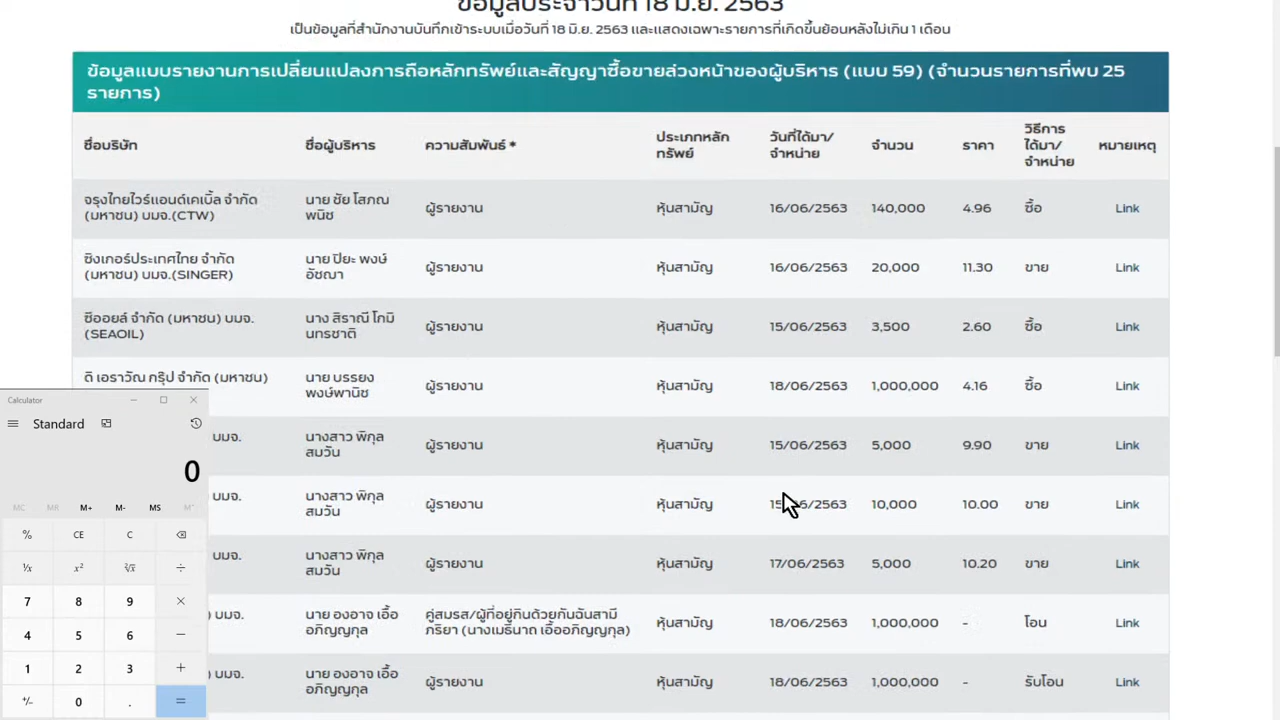 ข้อมูลประจำวันที่ 18 มิ.ย. 2563
เป็นข้อมูลที่สำนักงานบันทึกเข้าระบบเมื่อวันที่ 18 มิ.ย. 2563 และแสดงเฉพาะรายการที่เกิดขึ้นย้อนหลังไม่เกิน 1 เดือน
ข้อมูลแบบรายงานการเปลี่ยนแปลงการถือหลักทรัพย์และสัญญาซื้อขายล่วงหน้าของผู้บริหาร (แบบ 59) (จำนวนรายการที่พบ 25
รายการ)
ชื่อบริษัท ชื่อผู้บริหาร ความสัมพันธ์ * ประเภทหลัก วันที่ได้มา/ จำนวน ราคา วิธีการ หมายเหตุ
ทรัพย์ จำหน่าย ได้มา/
จำหน่าย
จรุงไทยไวร์แอนด์เคเบิ้ล จำกัด นาย ชัย โสภณ ผู้รายงาน หุ้นสามัญ 16/06/2563 140,000 4.96 ซื้อ Link
(มหาชน) บมจ.(CTW) พนิช
ซิงเกอร์ประเทศไทย จำกัด นาย ปิยะ พงษ์ ผู้รายงาน หุ้นสามัญ 16/06/2563 20,000 11.30 ขาย Link
(มหาชน) บมจ.(SINGER) อัชฌา
ซีออยล์ จำกัด (มหาชน) บมจ. นาง สิราณี โกมิ ผู้รายงาน หุ้นสามัญ 15/06/2563 3,500 2.60 ซื้อ Link
(SEAOIL) นทรชาติ
ดิ เอราวัณ กรุ๊ป จำกัด (มหาชน) นาย บรรยง ผู้รายงาน หุ้นสามัญ 18/06/2563 1,000,000 4.16 ซื้อ Link
พงษ์พานิช
บมจ. นางสาว พิกุล ผู้รายงาน หุ้นสามัญ 15/06/2563 5,000 9.90 ขาย Link
สมวัน
) บมจ. นางสาว พิกุล ผู้รายงาน หุ้นสามัญ /2563 10,000 10.00 ขาย Link
สมวัน
) บมจ. นางสาว พิกุล ผู้รายงาน หุ้นสามัญ 17/06/2563 5,000 10.20 ขาย Link
สมวัน
) บมจ. นาย องอาจ เอื้อ คู่สมรส/ผู้ที่อยู่กินด้วยกันฉันสามี หุ้นสามัญ 18/06/2563 1,000,000 - โอน Link
อภิญญกุล ภริยา (นางเมธินาถ เอื้ออภิญญกุล)
) บมจ. นาย องอาจ เอื้อ ผู้รายงาน หุ้นสามัญ 18/06/2563 1,000,000 - รับโอน Link
อภิญญกุล
Calculator
Standard
0
MC MR M+ M- MS M˅
% CE C
¹/x x² ²√x ÷
7 8 9 ×
4 5 6 −
1 2 3 +
+/- 0 . =